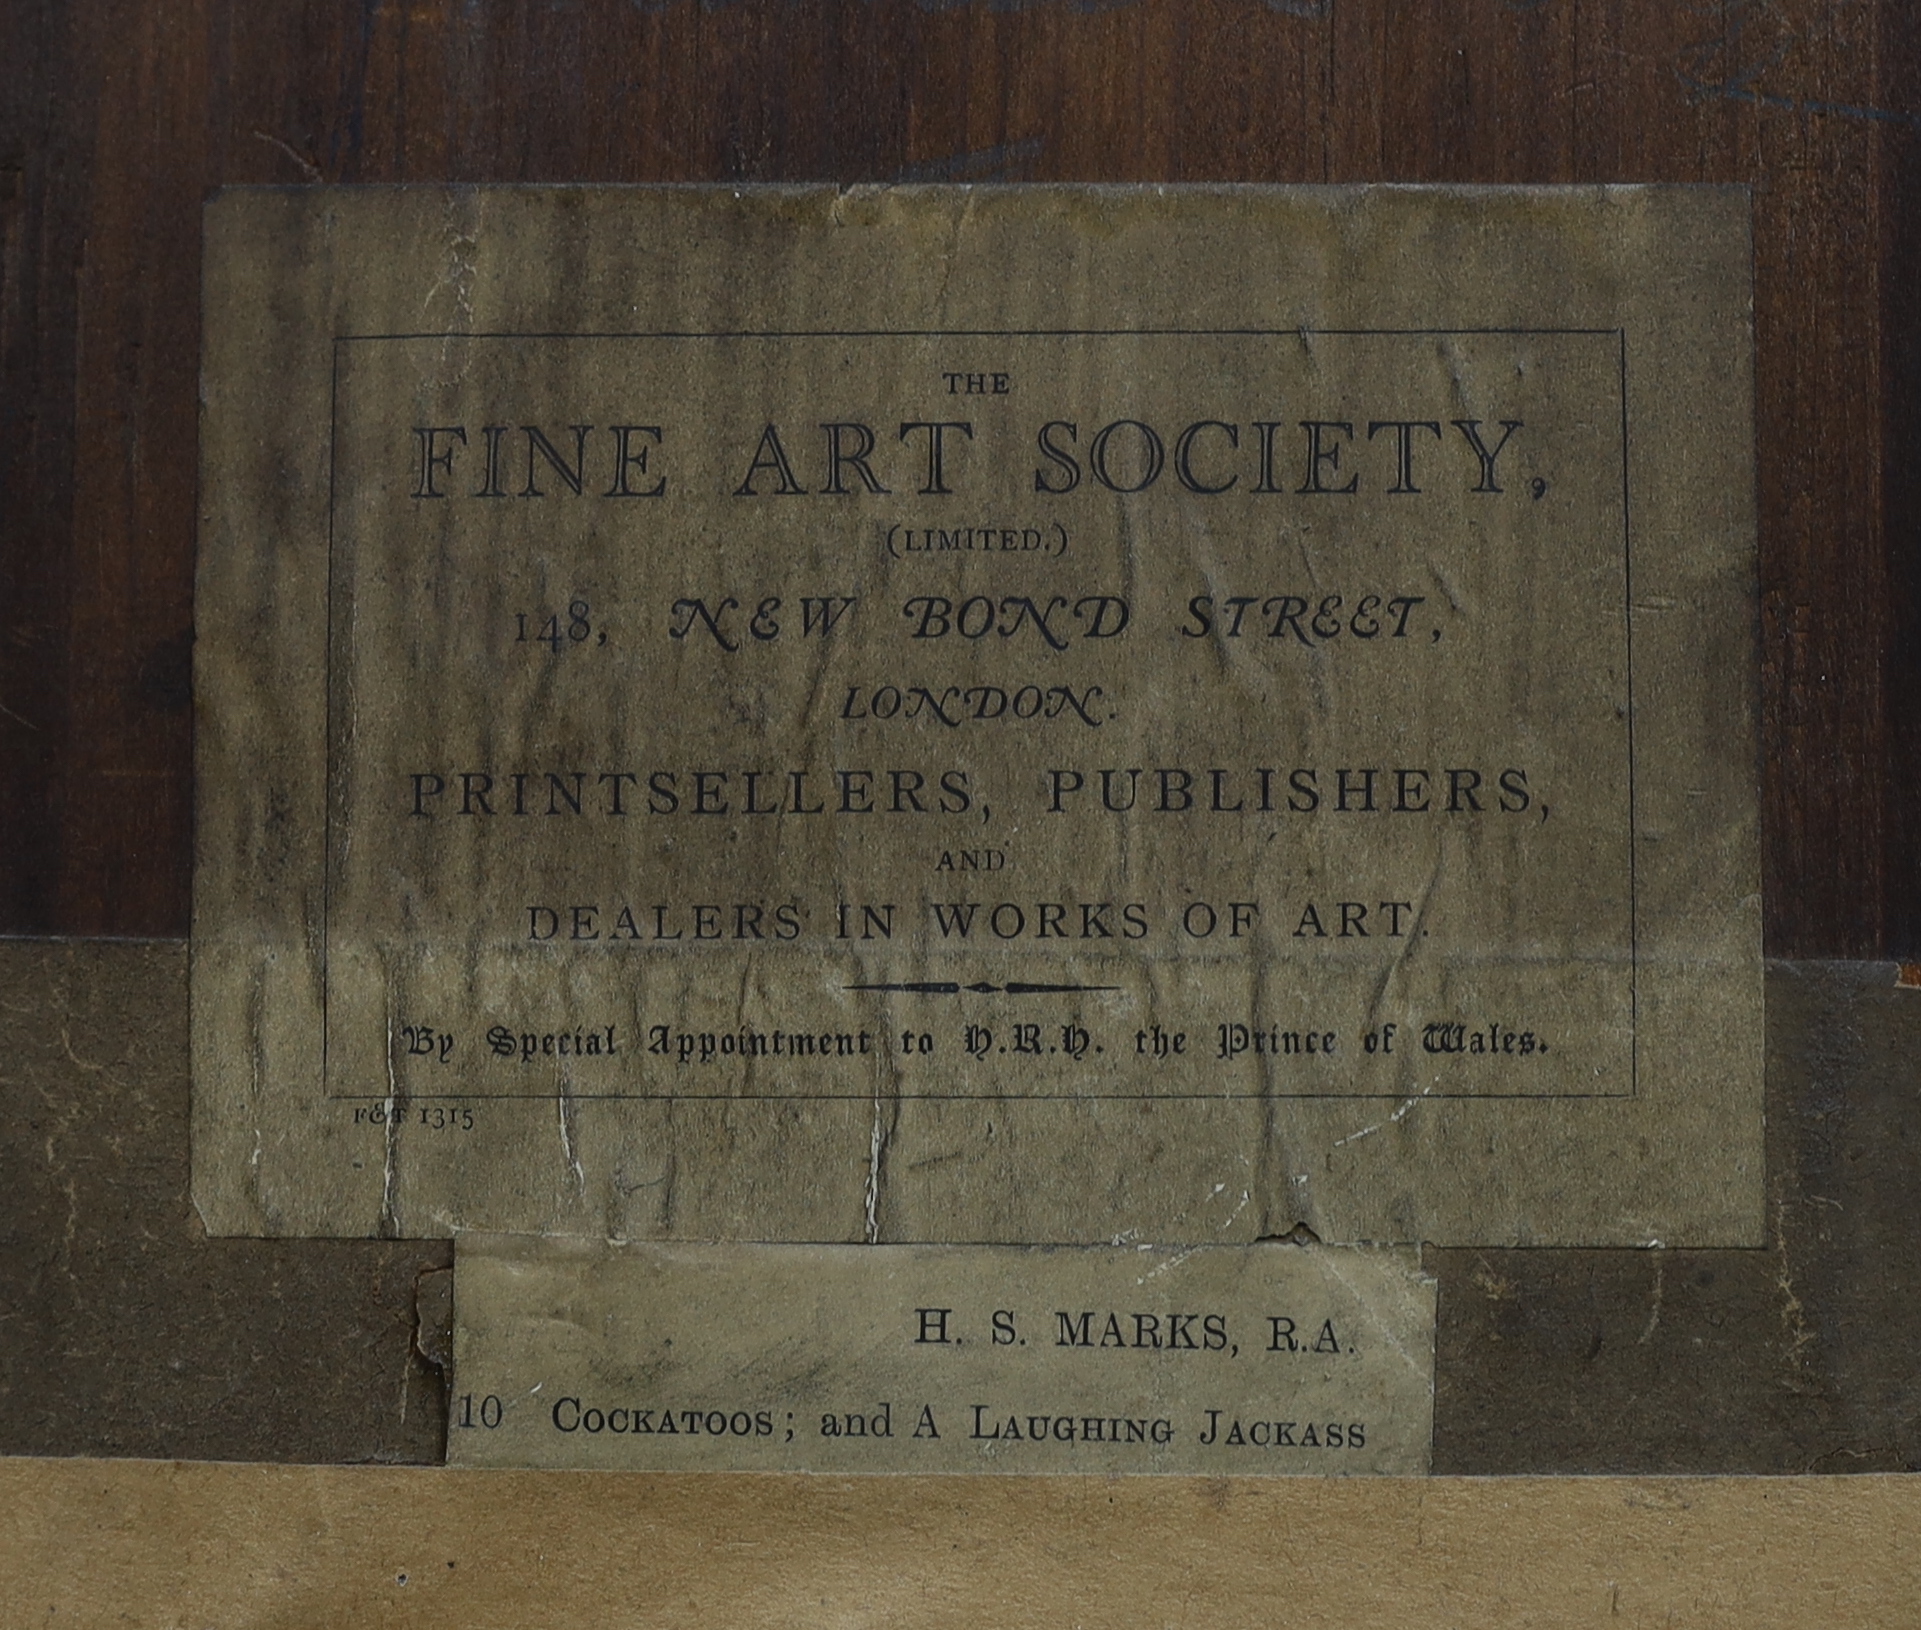 THE
FINE ART SOCIETY,
(LIMITED.)
148, NEW BOND STREET,
LONDON.
PRINTSELLERS, PUBLISHERS,
AND
DEALERS IN WORKS OF ART.
By Special Appointment to H.R.H. the Prince of Wales.
F&T 1315
H. S. MARKS, R.A.
10 COCKATOOS; and A LAUGHING JACKASS